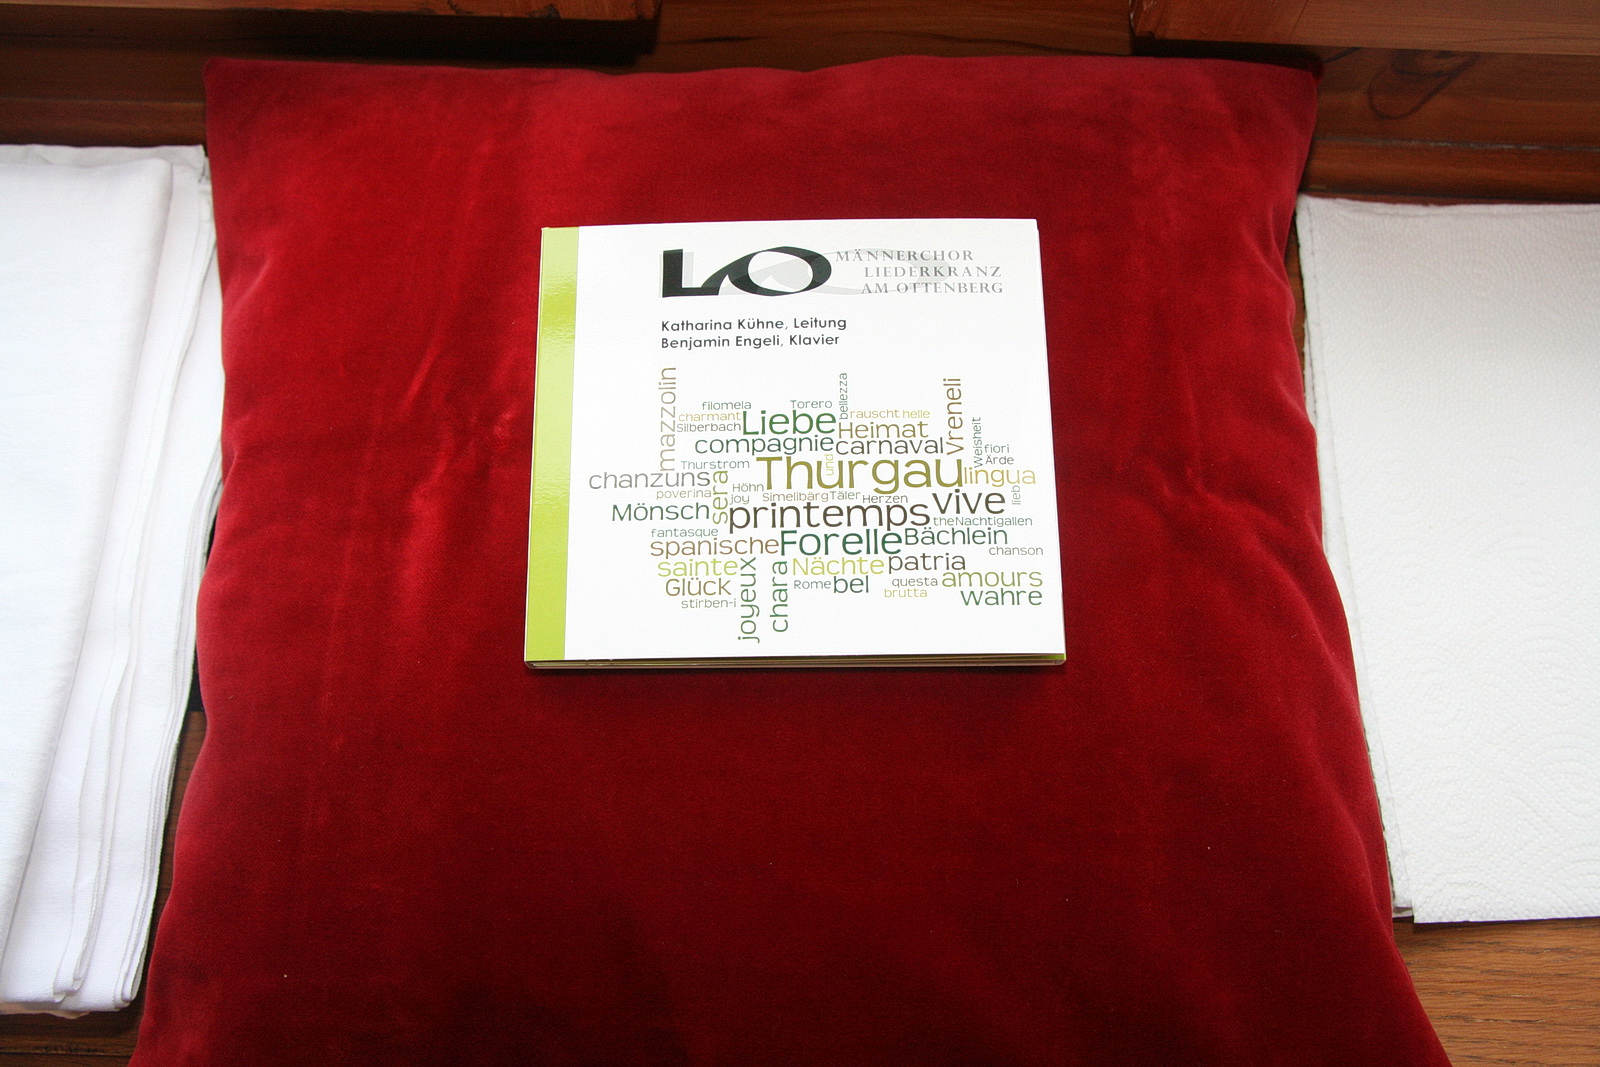 LO
MÄNNERCHOR
LIEDERKRANZ
AM OTTENBERG
Katharina Kühne, Leitung
Benjamin Engeli, Klavier
mazzolin
filomela
Torero
bellezza
Vreneli
charmant
Liebe
rauscht helle
Silberbach
Heimat
Weisheit
compagnie
carnaval
fiori
Thurstrom
und
Thurgau
Ärde
chanzuns
sera
lingua
poverina
Höhn
joy
Simelibärg
Täler
Herzen
vive
lieb
Mönsch
printemps
the
Nachtigallen
fantasque
Forelle
Bächlein
spanische
chanson
sainte
joyeux
chara
Nächte
patria
Glück
Rome
bel
questa
amours
stirben-i
brutta
wahre